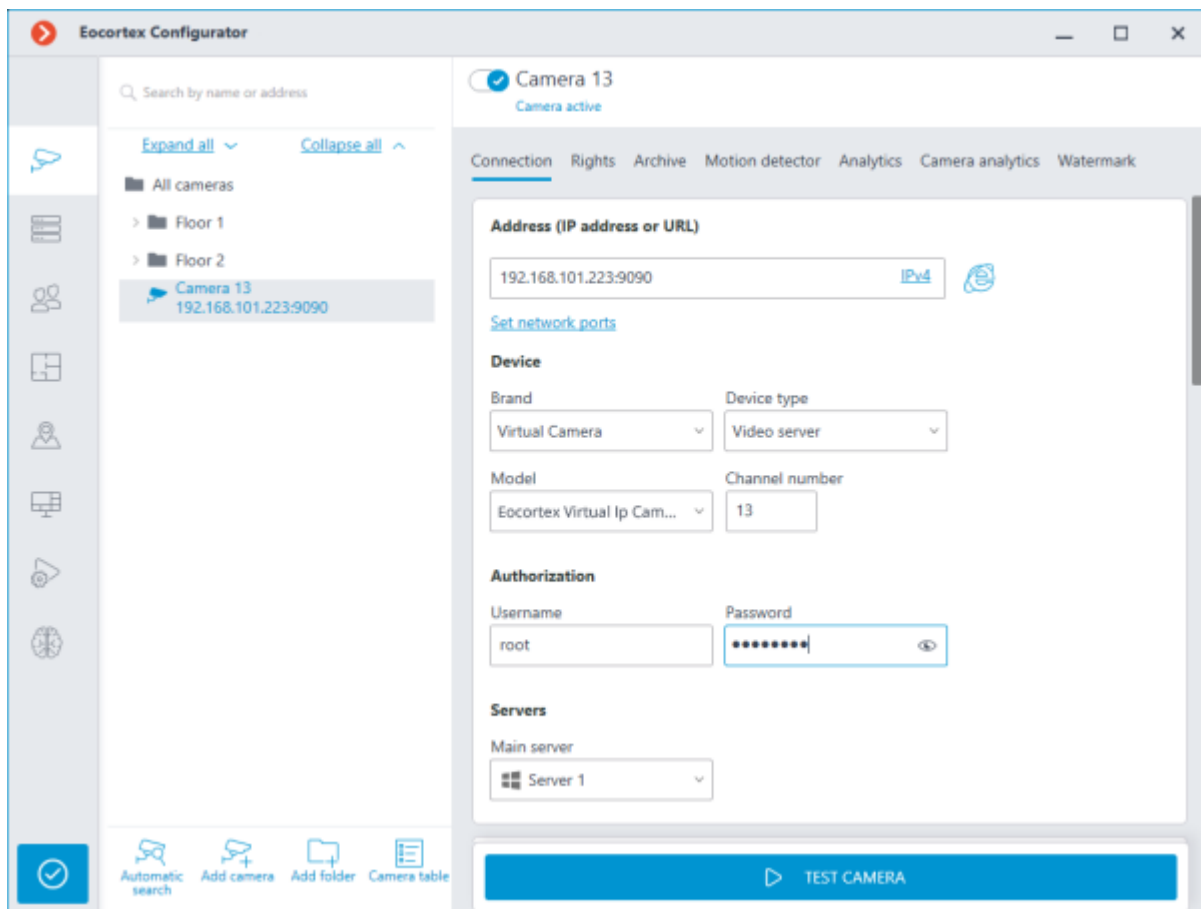 Eocortex Configurator
Search by name or address
Expand all
Collapse all
All cameras
Floor 1
Floor 2
Camera 13
192.168.101.223:9090
Automatic search
Add camera
Add folder
Camera table
Camera 13
Camera active
Connection Rights Archive Motion detector Analytics Camera analytics Watermark
Address (IP address or URL)
192.168.101.223:9090 IPv4
Set network ports
Device
Brand Device type
Virtual Camera Video server
Model Channel number
Eocortex Virtual Ip Cam... 13
Authorization
Username Password
root ••••••••
Servers
Main server
Server 1
TEST CAMERA